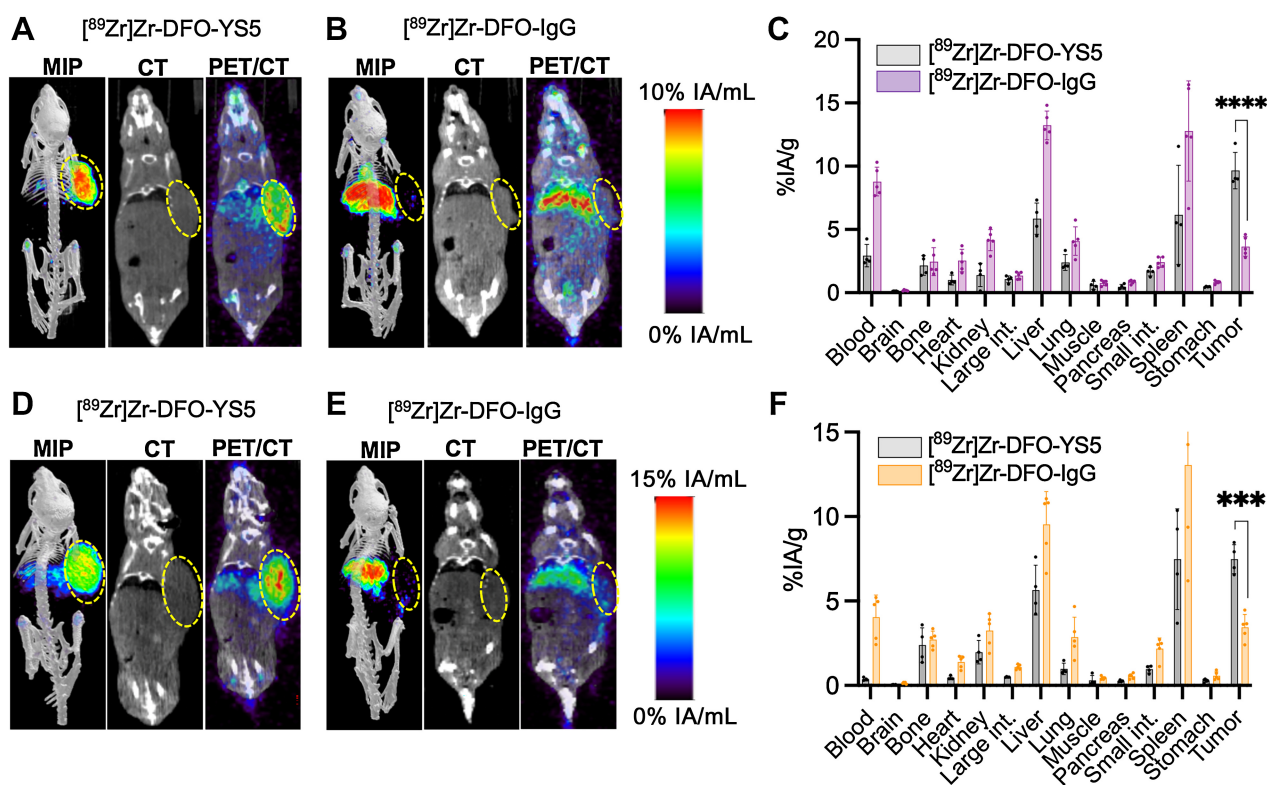 A
[⁸⁹Zr]Zr-DFO-YS5
MIP
CT
PET/CT
B
[⁸⁹Zr]Zr-DFO-IgG
MIP
CT
PET/CT
10% IA/mL
0% IA/mL
C
[⁸⁹Zr]Zr-DFO-YS5
[⁸⁹Zr]Zr-DFO-IgG
%IA/g
20
15
10
5
0
****
Blood
Brain
Bone
Heart
Kidney
Large Int.
Liver
Lung
Muscle
Pancreas
Small int.
Spleen
Stomach
Tumor
D
[⁸⁹Zr]Zr-DFO-YS5
MIP
CT
PET/CT
E
[⁸⁹Zr]Zr-DFO-IgG
MIP
CT
PET/CT
15% IA/mL
0% IA/mL
F
[⁸⁹Zr]Zr-DFO-YS5
[⁸⁹Zr]Zr-DFO-IgG
%IA/g
15
10
5
0
***
Blood
Brain
Bone
Heart
Kidney
Large Int.
Liver
Lung
Muscle
Pancreas
Small int.
Spleen
Stomach
Tumor